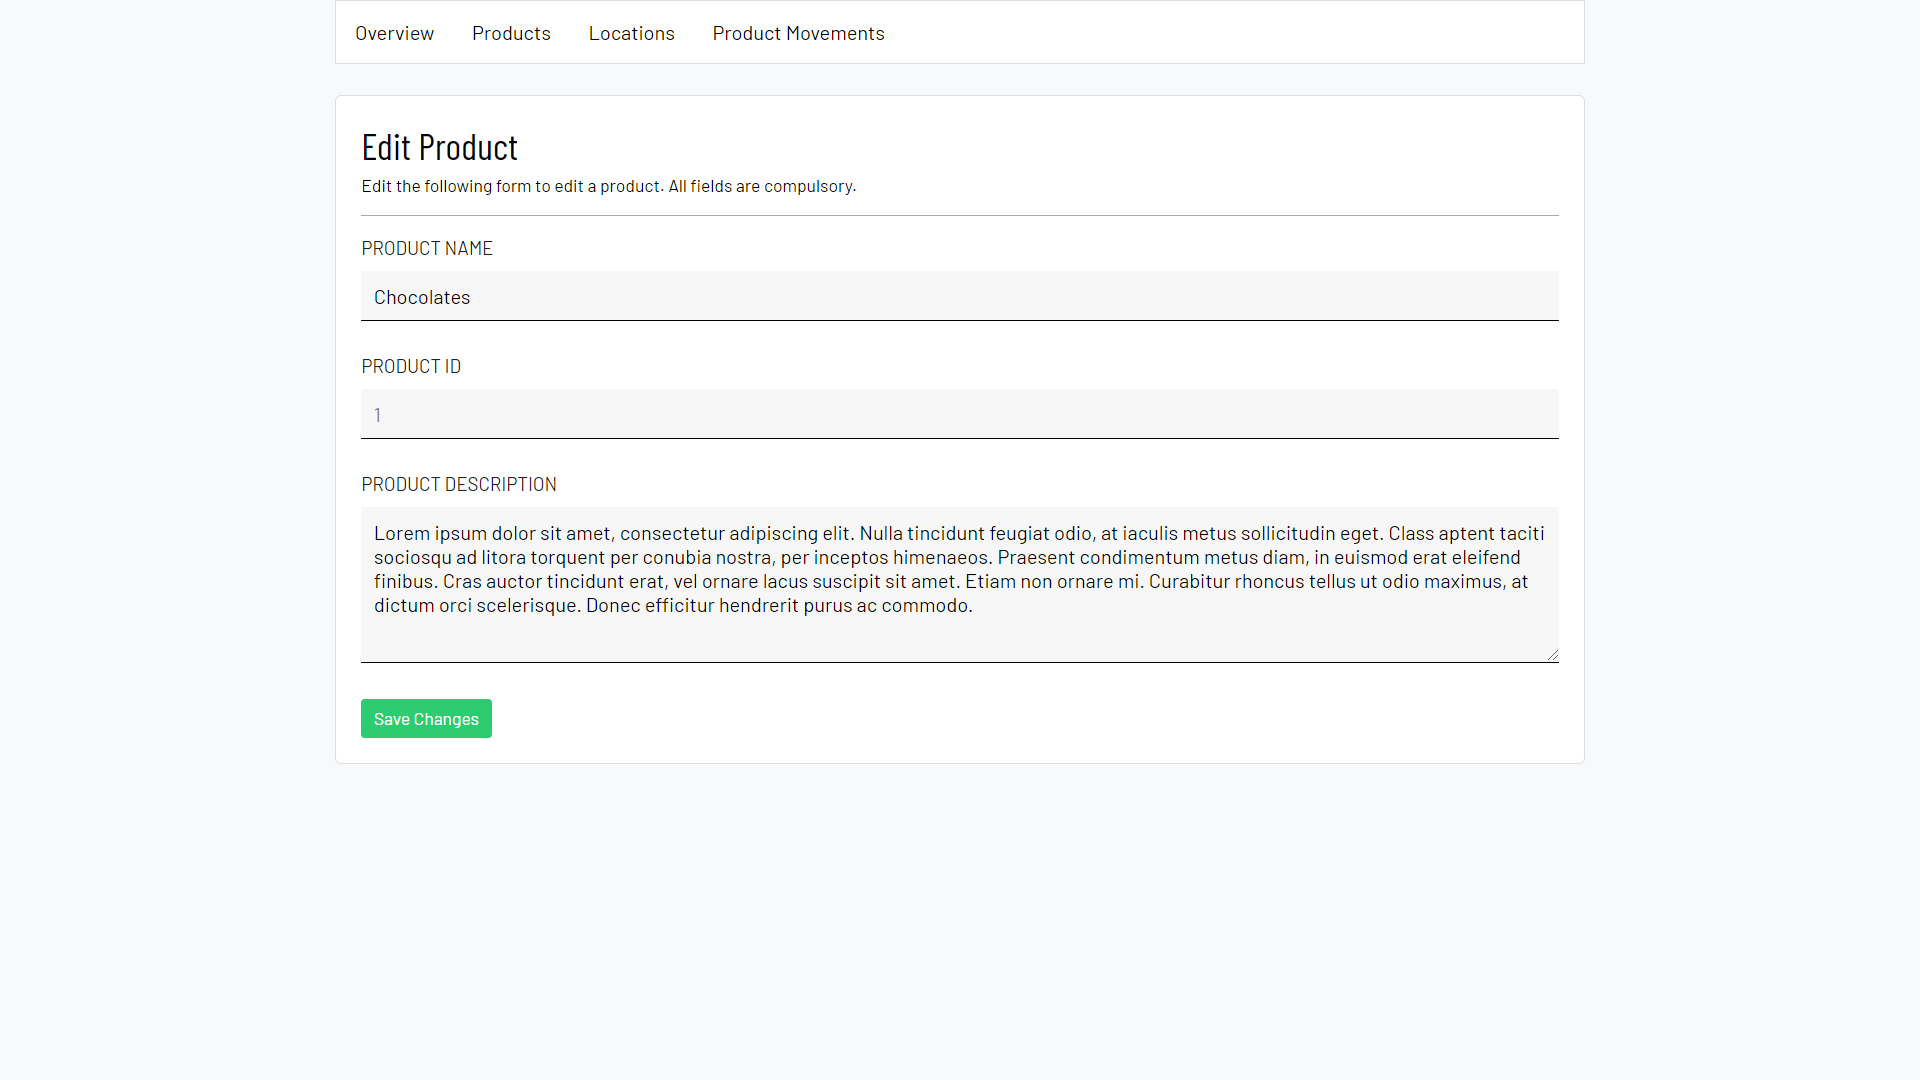 Overview Products Locations Product Movements
Edit Product
Edit the following form to edit a product. All fields are compulsory.
PRODUCT NAME
Chocolates
PRODUCT ID
1
PRODUCT DESCRIPTION
Lorem ipsum dolor sit amet, consectetur adipiscing elit. Nulla tincidunt feugiat odio, at iaculis metus sollicitudin eget. Class aptent taciti
sociosqu ad litora torquent per conubia nostra, per inceptos himenaeos. Praesent condimentum metus diam, in euismod erat eleifend
finibus. Cras auctor tincidunt erat, vel ornare lacus suscipit sit amet. Etiam non ornare mi. Curabitur rhoncus tellus ut odio maximus, at
dictum orci scelerisque. Donec efficitur hendrerit purus ac commodo.
Save Changes